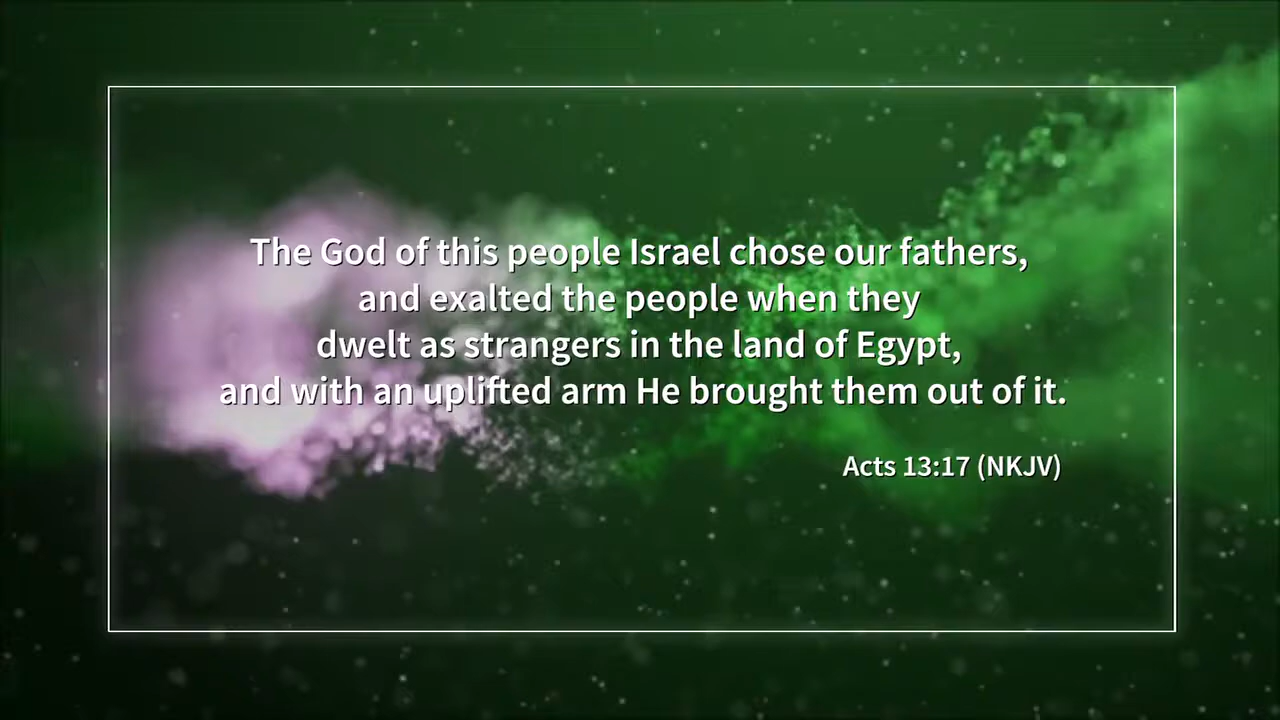 The God of this people Israel chose our fathers,
and exalted the people when they
dwelt as strangers in the land of Egypt,
and with an uplifted arm He brought them out of it.
Acts 13:17 (NKJV)